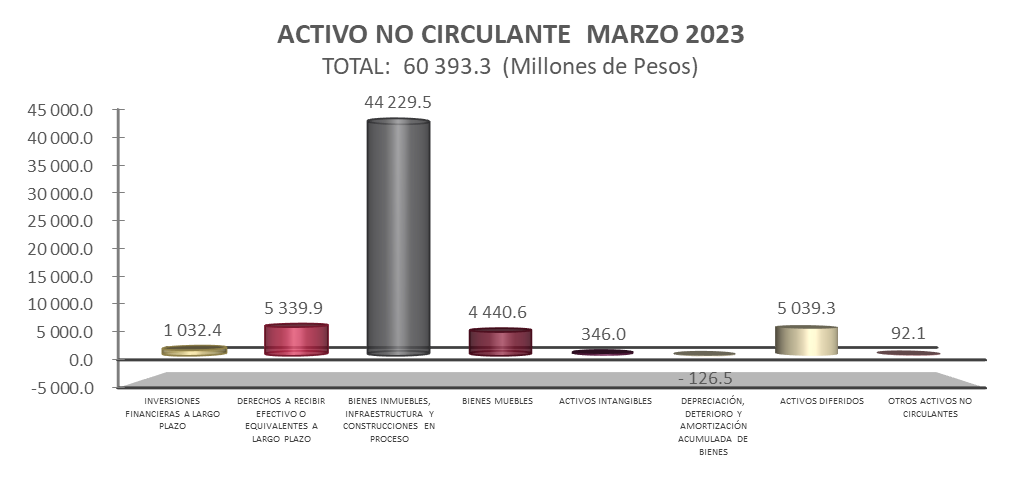 ACTIVO NO CIRCULANTE MARZO 2023
TOTAL: 60 393.3 (Millones de Pesos)
45 000.0
40 000.0
35 000.0
30 000.0
25 000.0
20 000.0
15 000.0
10 000.0
5 000.0
0.0
-5 000.0
1 032.4
5 339.9
44 229.5
4 440.6
346.0
- 126.5
5 039.3
92.1
INVERSIONES
FINANCIERAS A LARGO
PLAZO
DERECHOS A RECIBIR
EFECTIVO O
EQUIVALENTES A
LARGO PLAZO
BIENES INMUEBLES,
INFRAESTRUCTURA Y
CONSTRUCCIONES EN
PROCESO
BIENES MUEBLES
ACTIVOS INTANGIBLES
DEPRECIACIÓN,
DETERIORO Y
AMORTIZACIÓN
ACUMULADA DE
BIENES
ACTIVOS DIFERIDOS
OTROS ACTIVOS NO
CIRCULANTES